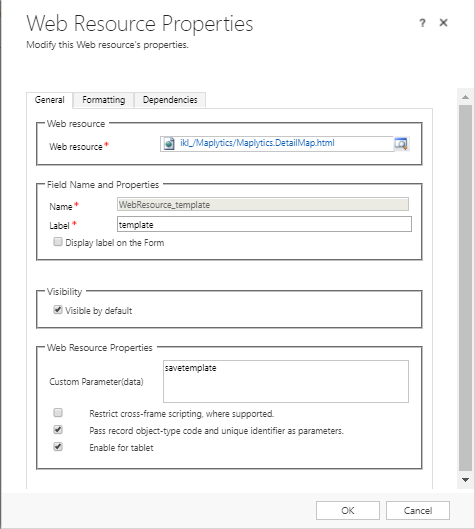 Web Resource Properties
? ×
Modify this Web resource's properties.
General Formatting Dependencies
Web resource
Web resource* ikl_/Maplytics/Maplytics.DetailMap.html
Field Name and Properties
Name* WebResource_template
Label* template
Display label on the Form
Visibility
Visible by default
Web Resource Properties
savetemplate
Custom Parameter(data)
Restrict cross-frame scripting, where supported.
Pass record object-type code and unique identifier as parameters.
Enable for tablet
OK Cancel